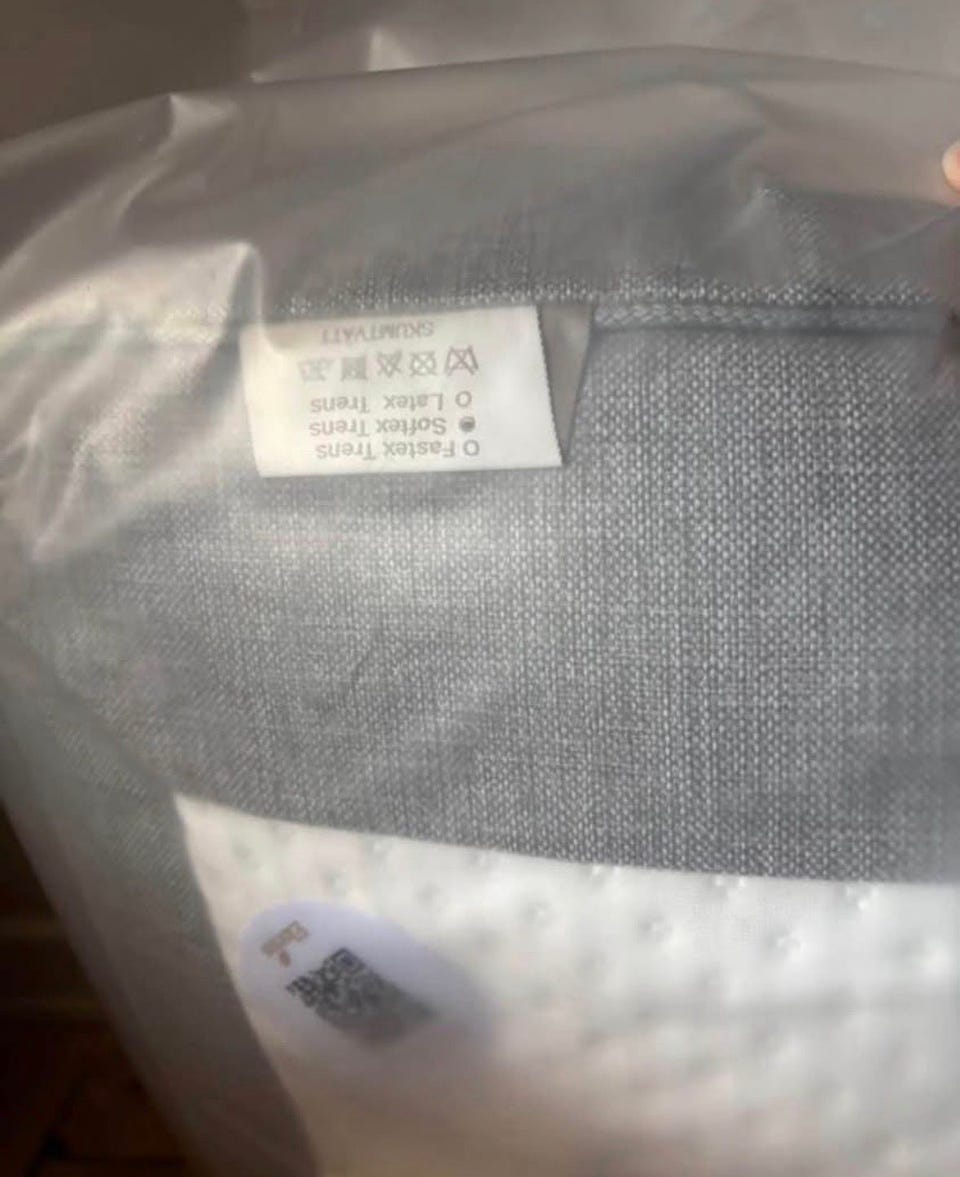 O Fastex Trens
● Softex Trens
O Latex Trens
SKUMTVÄTT